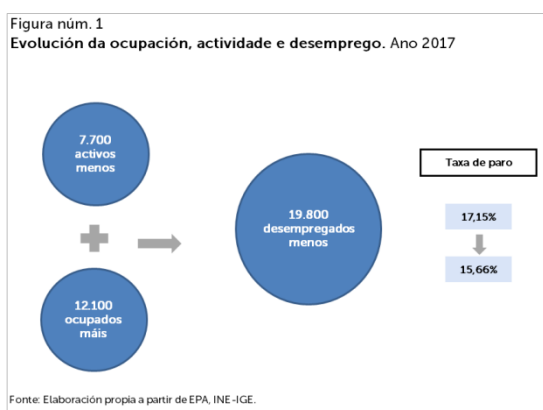 Figura núm. 1
Evolución da ocupación, actividade e desemprego. Ano 2017
7.700
activos
menos
12.100
ocupados
máis
19.800
desempregados
menos
Taxa de paro
17,15%
15,66%
Fonte: Elaboración propia a partir de EPA, INE-IGE.